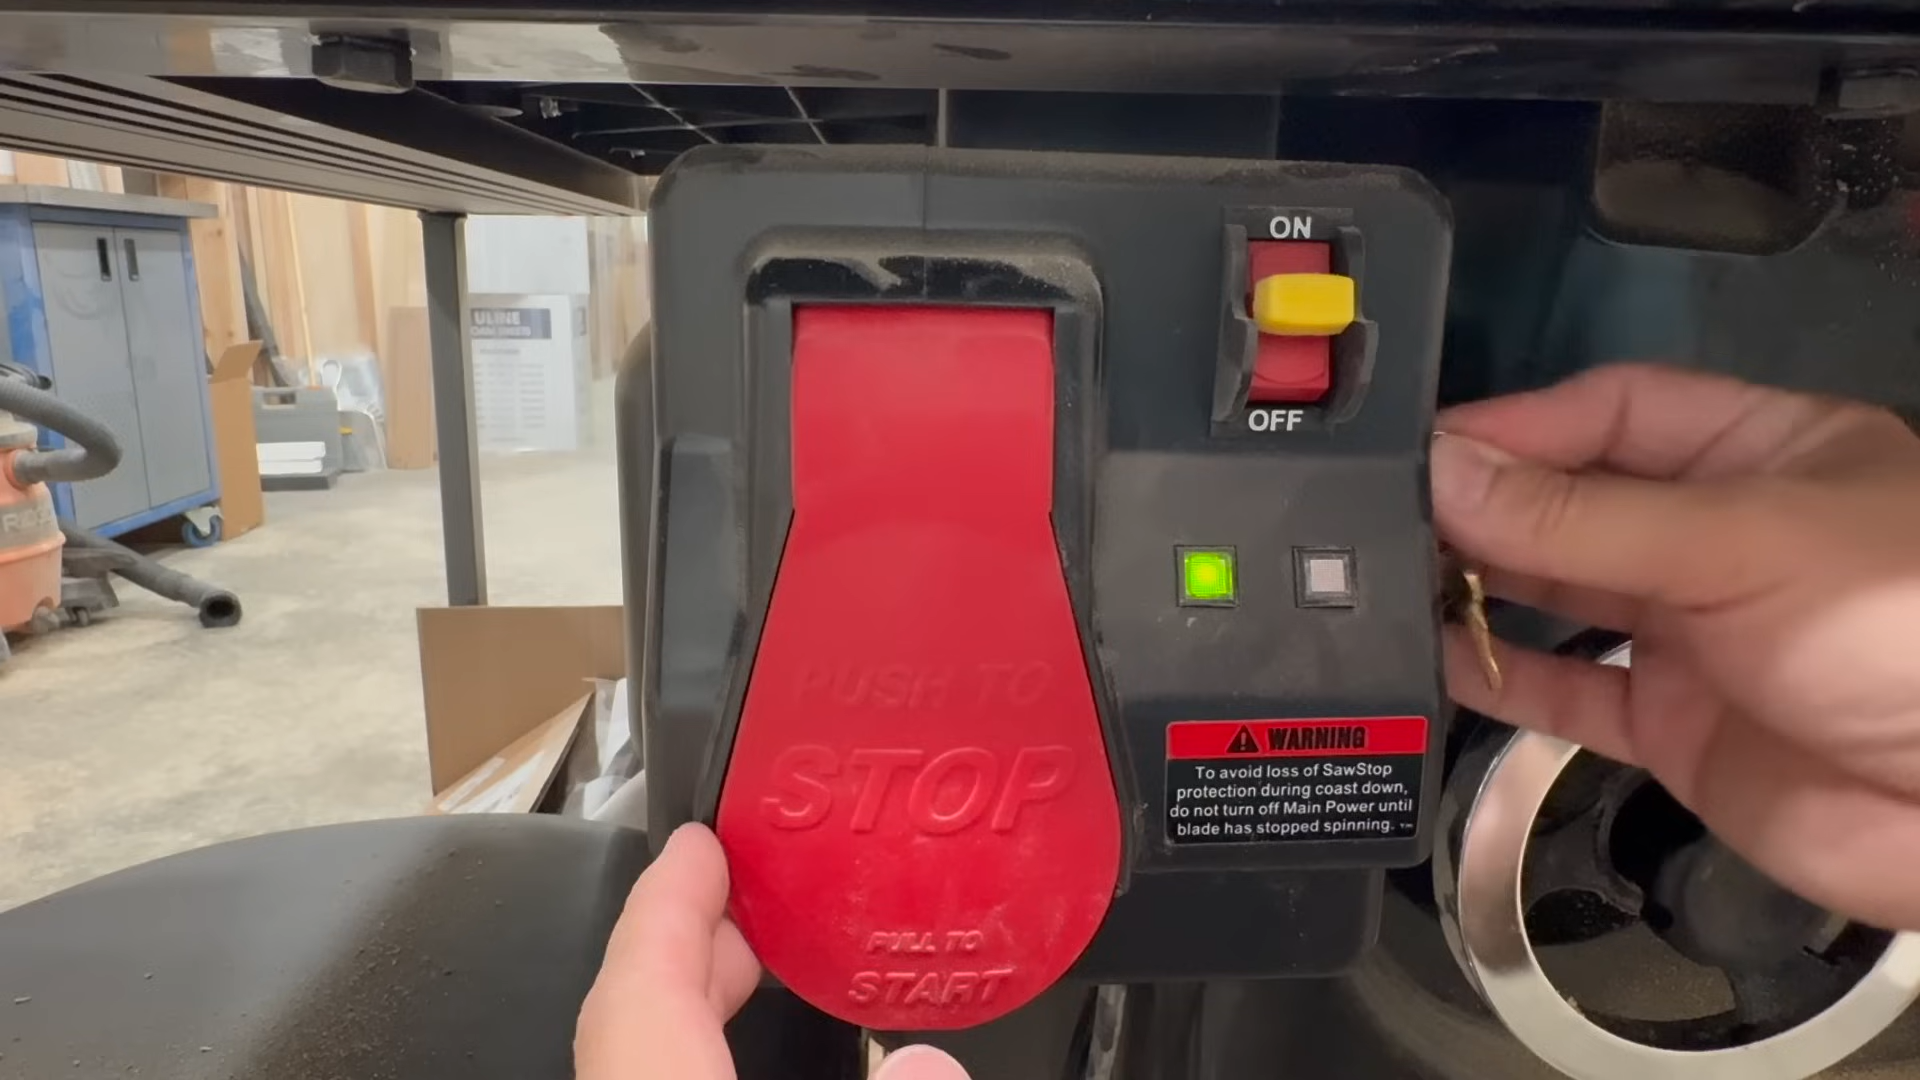 ON
OFF
ULINE
PUSH TO
STOP
PULL TO
START
WARNING
To avoid loss of SawStop
protection during coast down,
do not turn off Main Power until
blade has stopped spinning.